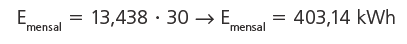 E_mensal = 13,438 · 30 → E_mensal = 403,14 kWh